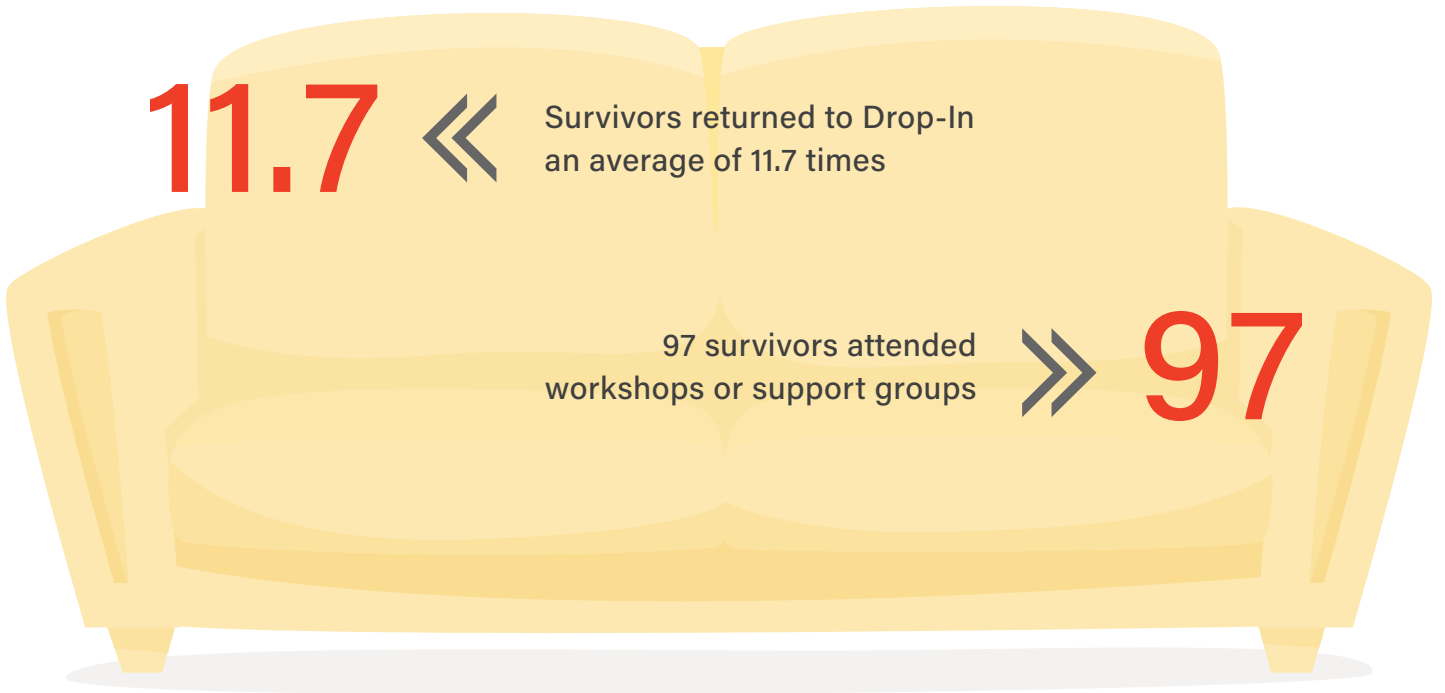 11.7
Survivors returned to Drop-In
an average of 11.7 times
97 survivors attended
workshops or support groups
97